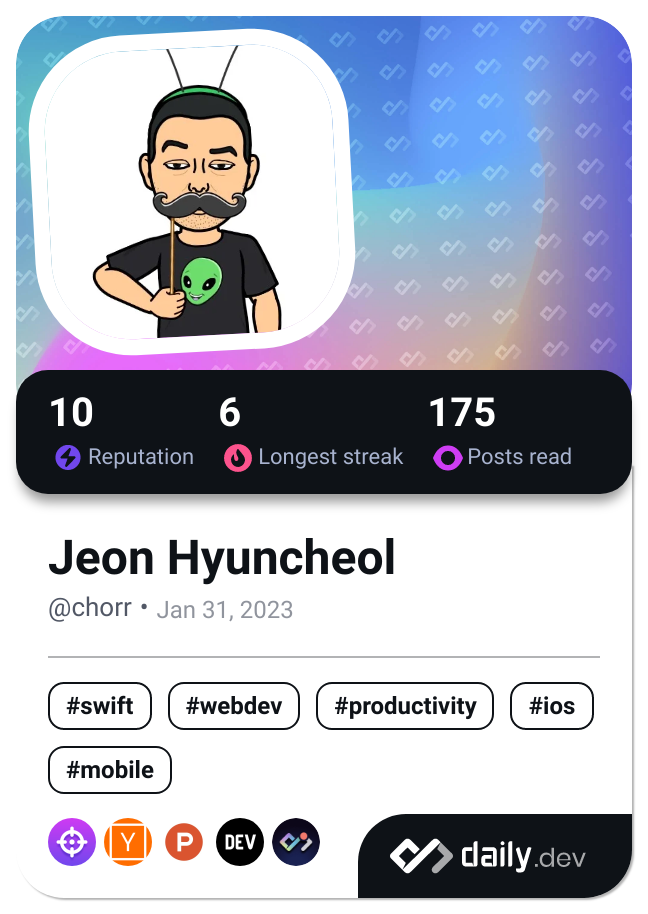 10 6 175
Reputation Longest streak Posts read
Jeon Hyuncheol
@chorr • Jan 31, 2023
#swift #webdev #productivity #ios
#mobile
Y P DEV
daily.dev